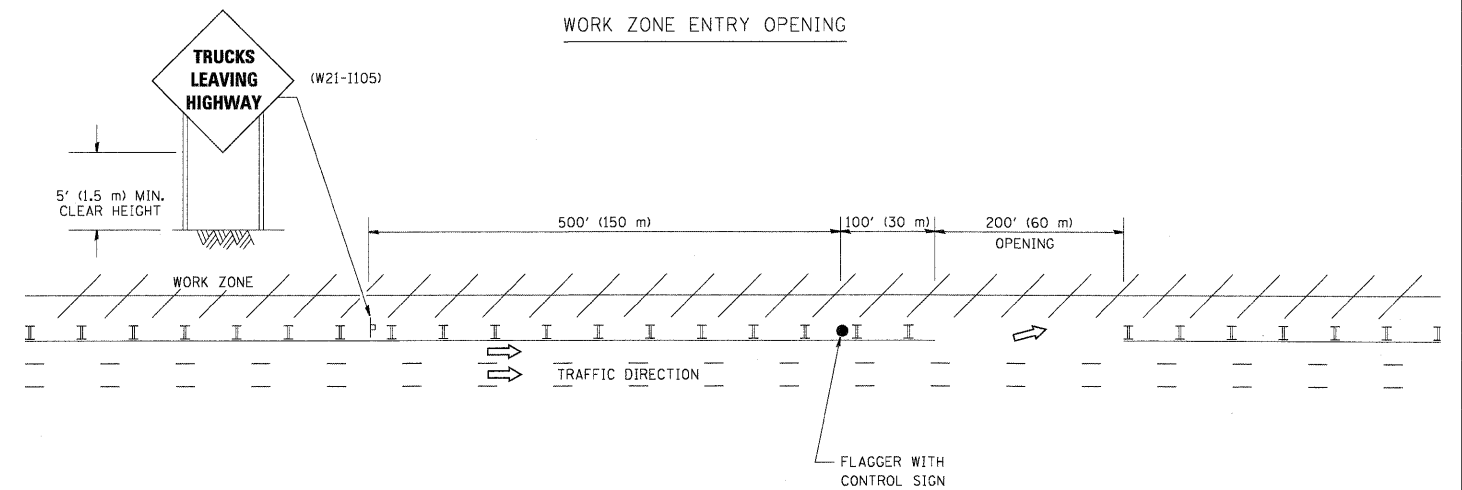 WORK ZONE ENTRY OPENING
TRUCKS
LEAVING
HIGHWAY
(W21-I105)
5' (1.5 m) MIN.
CLEAR HEIGHT
500' (150 m)
100' (30 m)
200' (60 m)
OPENING
WORK ZONE
TRAFFIC DIRECTION
FLAGGER WITH
CONTROL SIGN